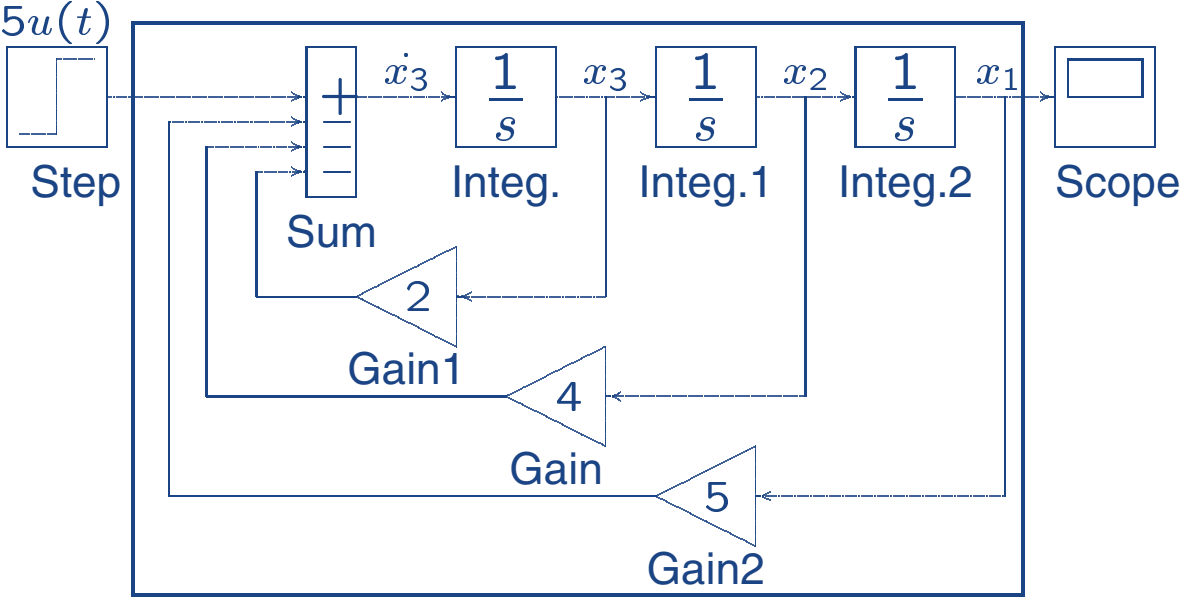 5u(t)
+
—
—
—
ẋ₃
1
s
x₃
1
s
x₂
1
s
x₁
Step
Sum
Integ.
Integ.1
Integ.2
Scope
2
Gain1
4
Gain
5
Gain2